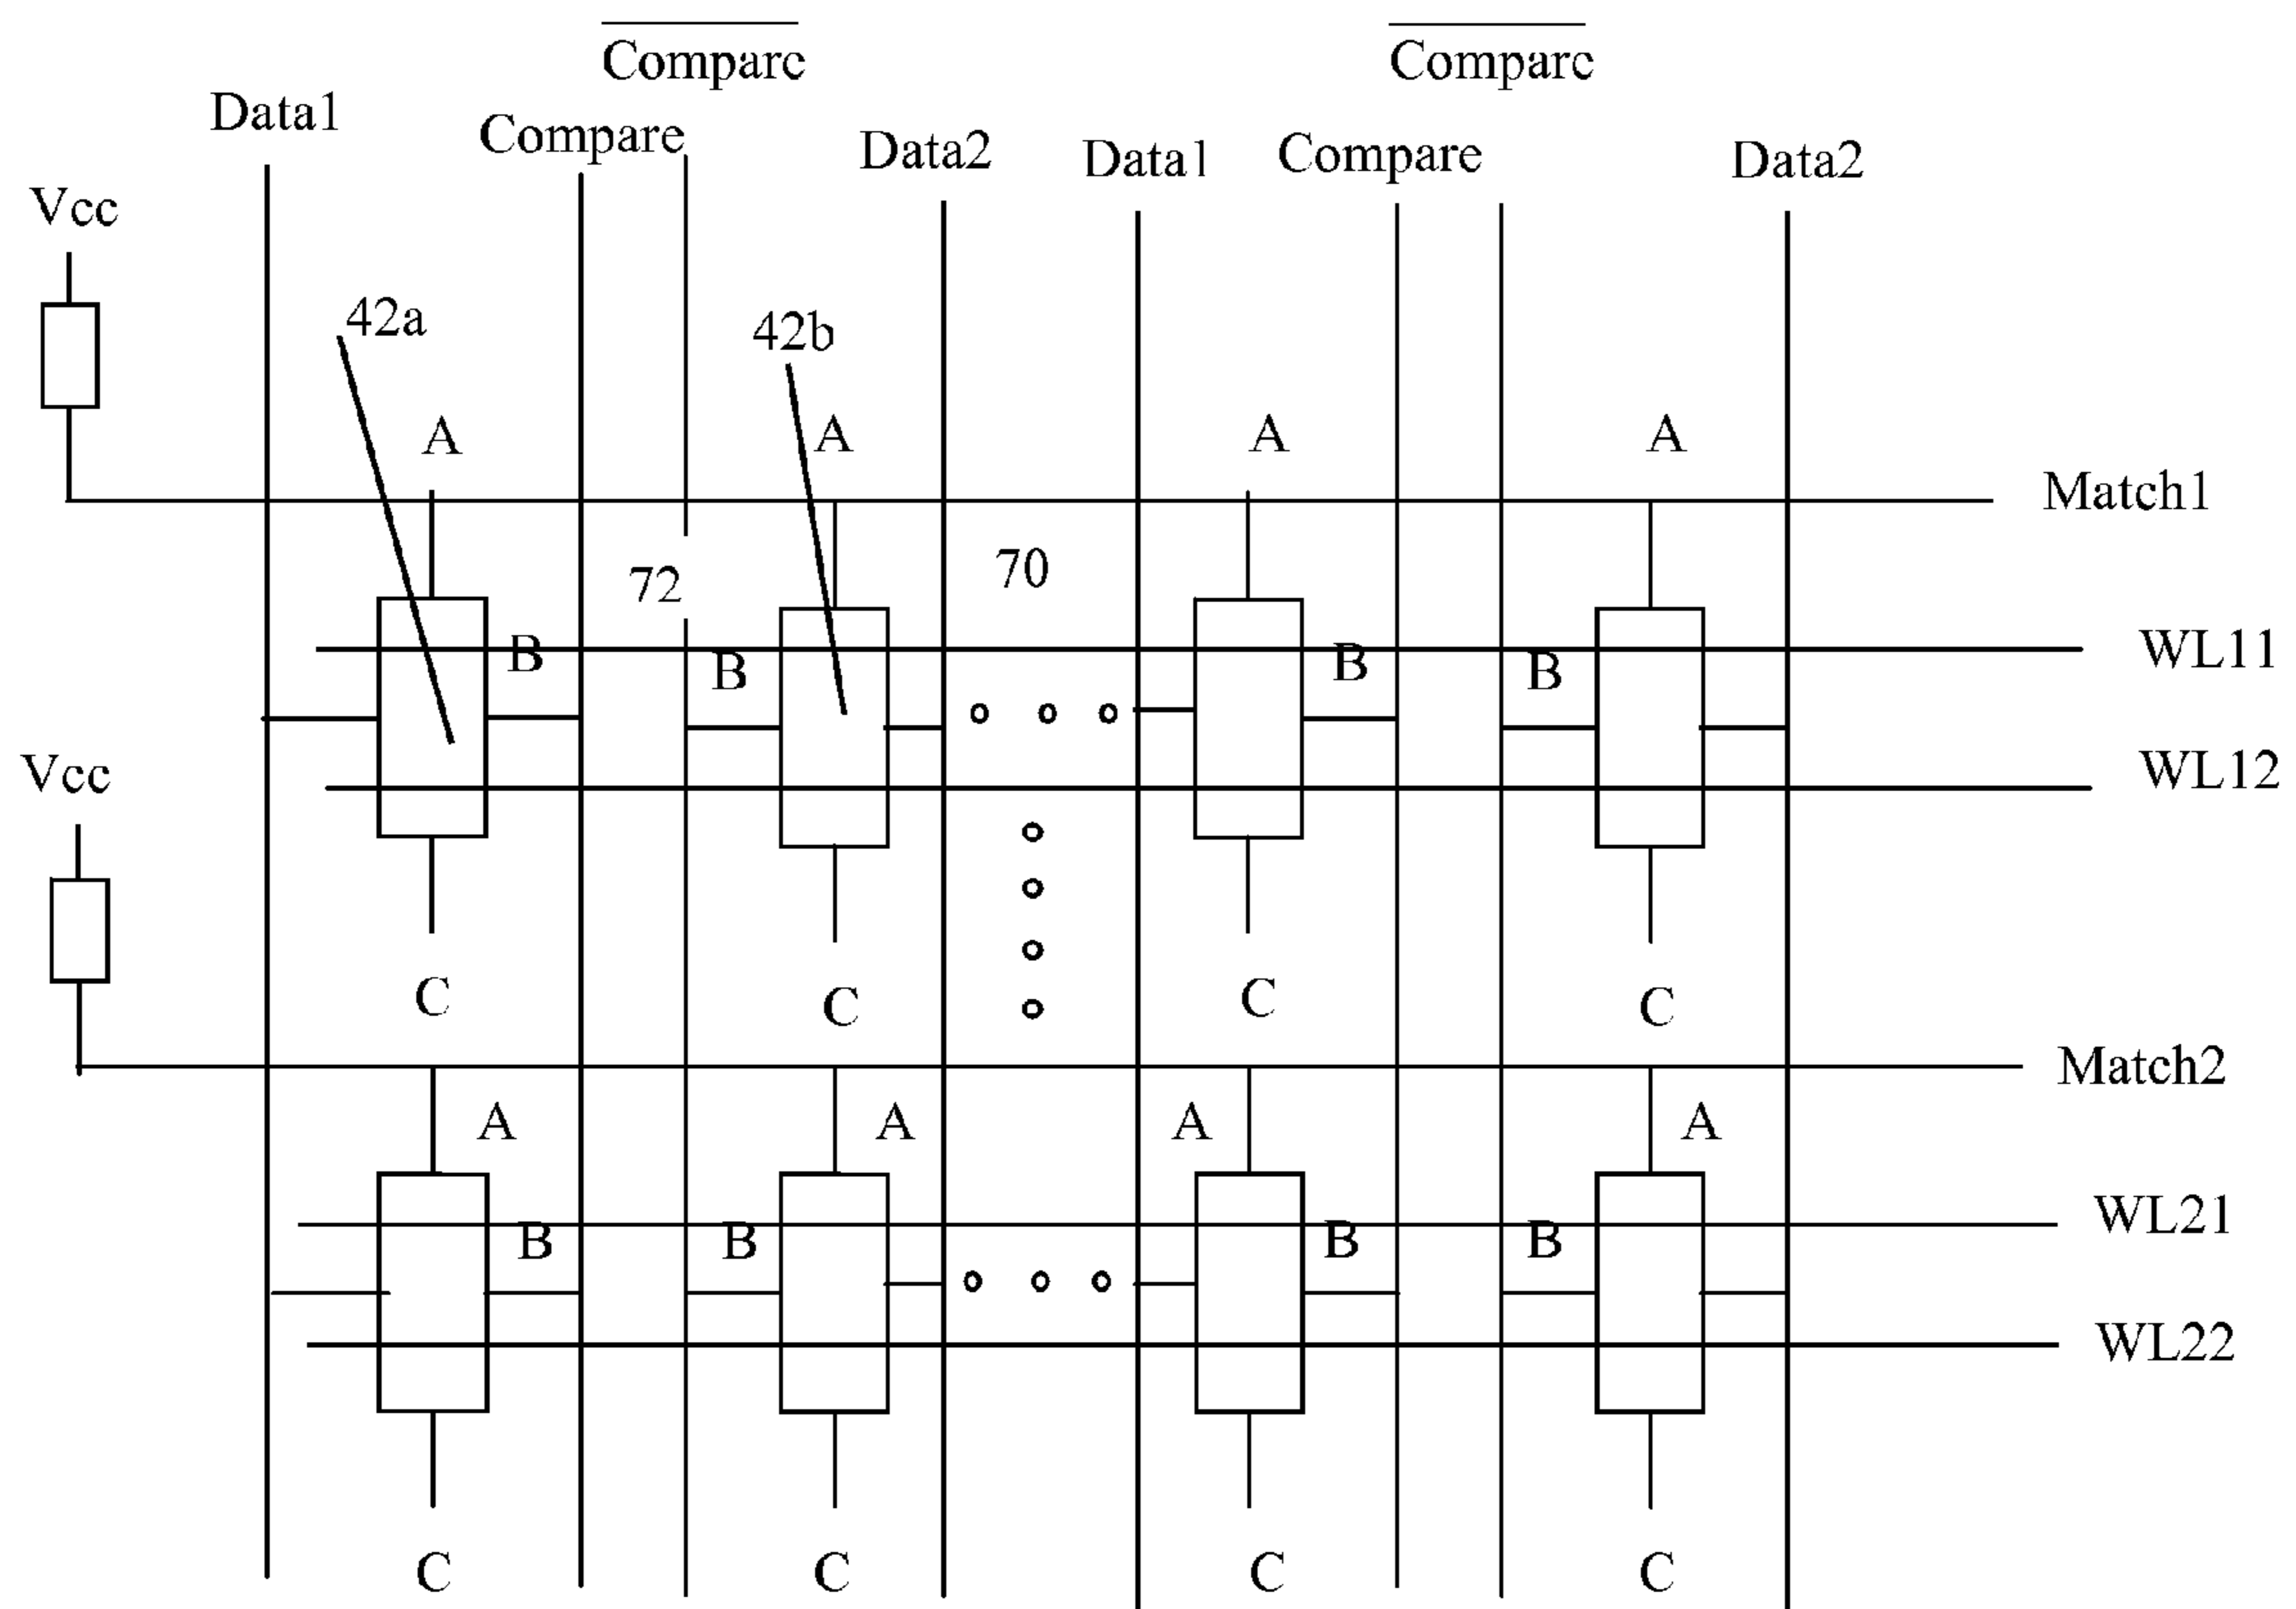 Comparc Comparc
Data1 Compare Data2 Data1 Compare Data2
Vcc
42a 42b
A A A A
Match1
72 70
B B B B WL11
Vcc WL12
C C C C
Match2
A A A A
B B B B WL21
WL22
C C C C